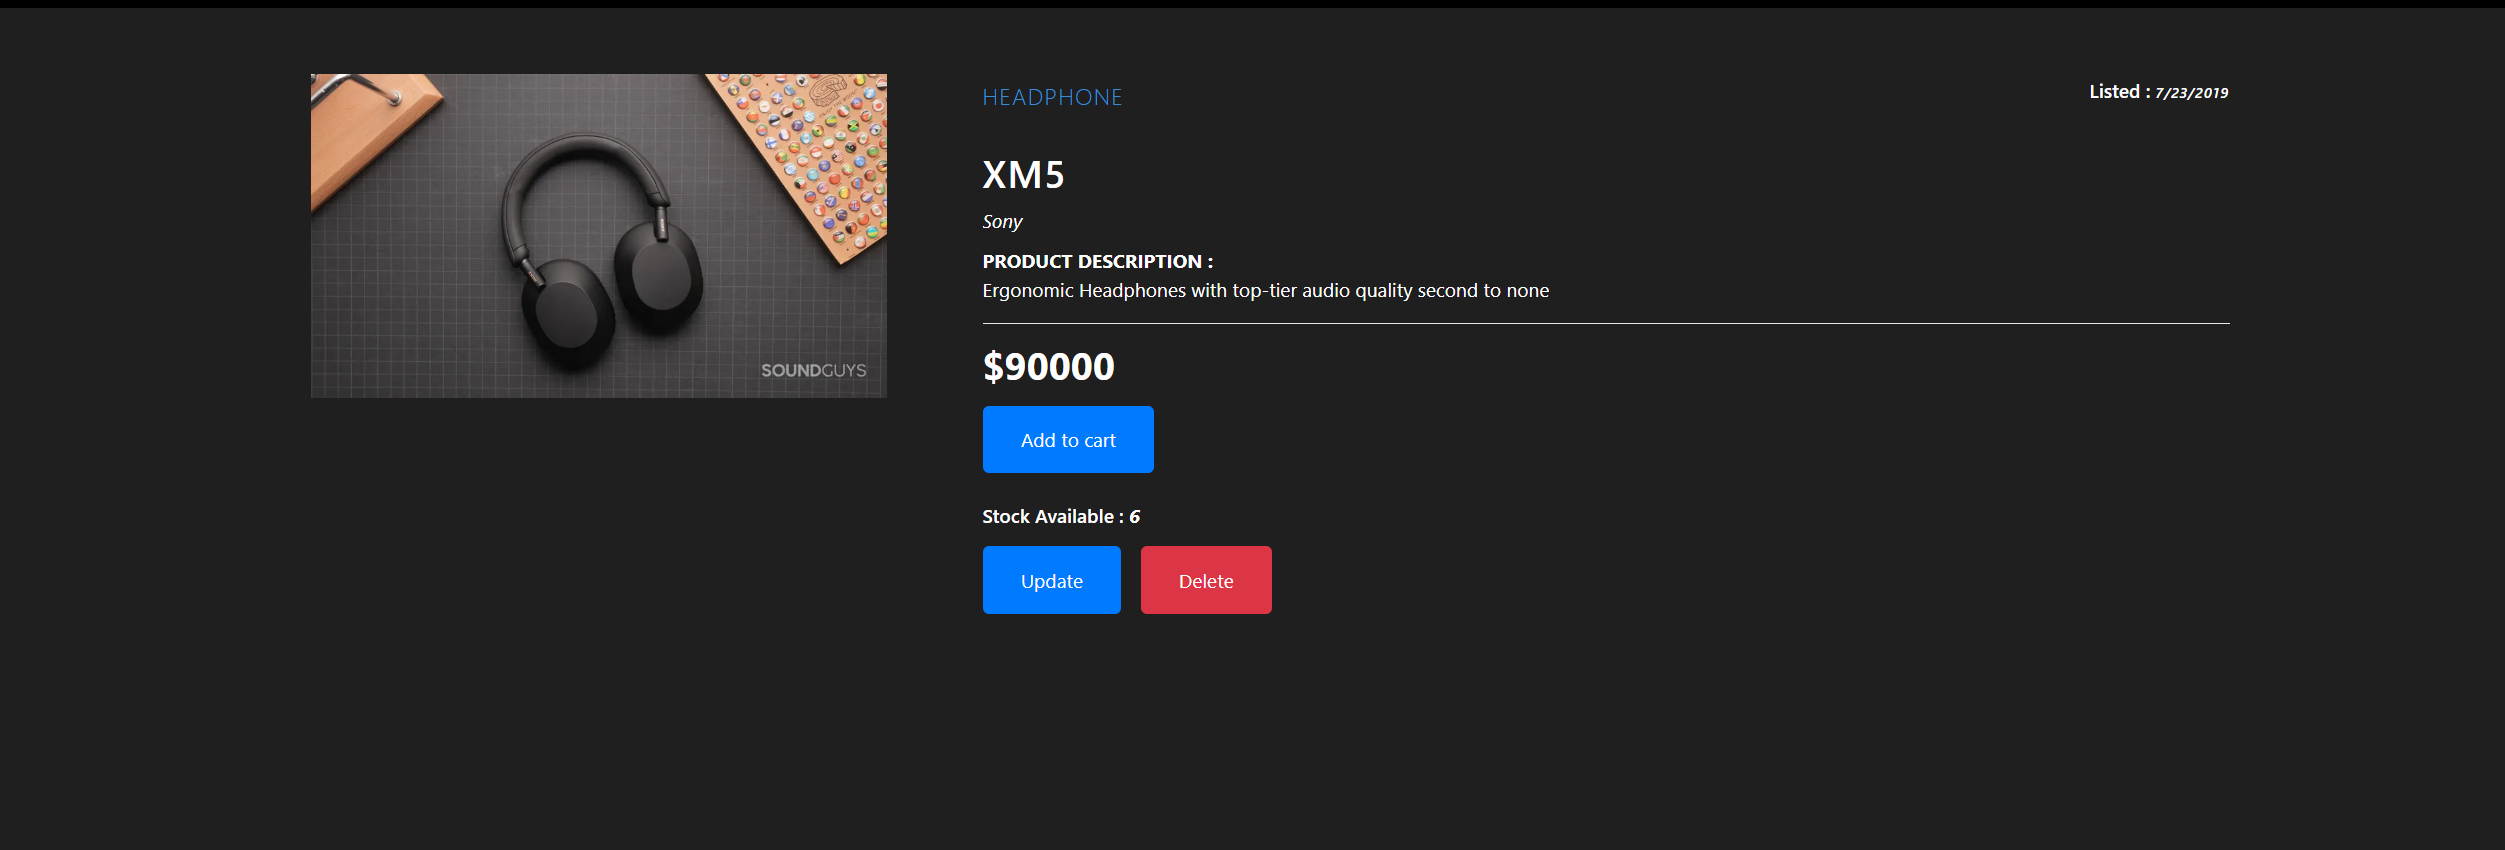 HEADPHONE
Listed : 7/23/2019
XM5
Sony
PRODUCT DESCRIPTION :
Ergonomic Headphones with top-tier audio quality second to none
$90000
Add to cart
Stock Available : 6
Update
Delete
SOUNDGUYS